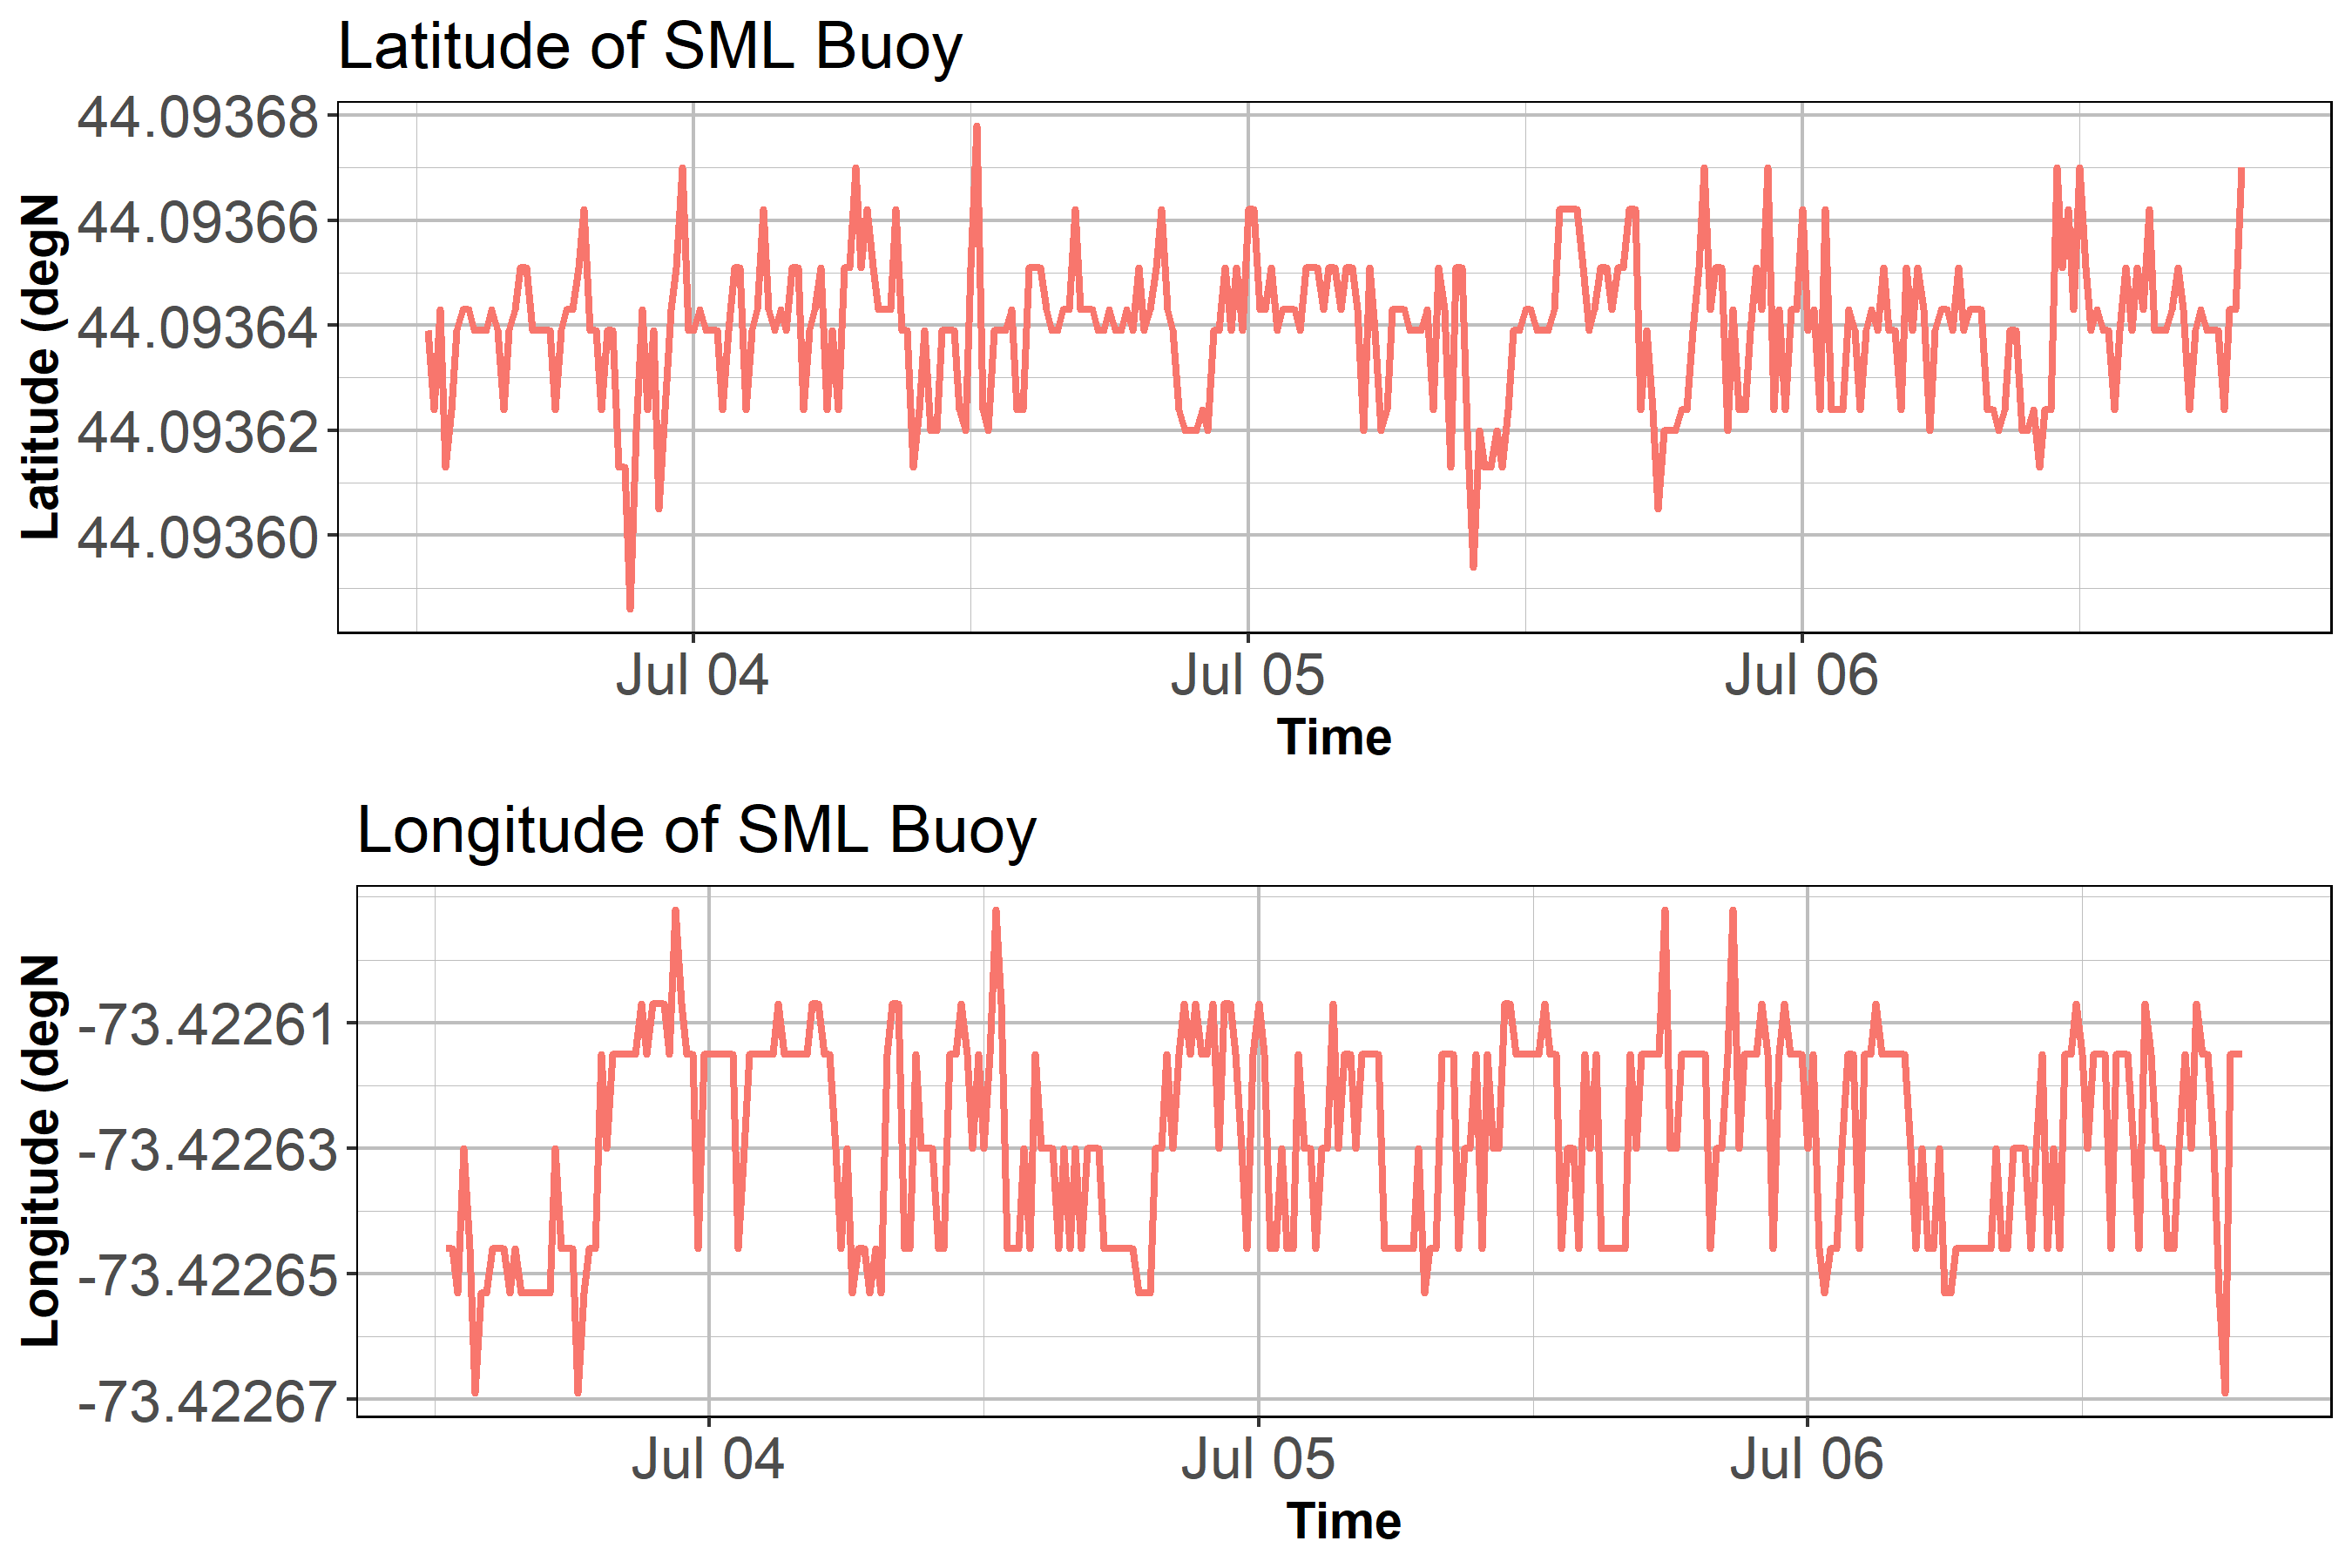 Latitude of SML Buoy
Latitude (degN
44.09368
44.09366
44.09364
44.09362
44.09360
Jul 04 Jul 05 Jul 06
Time
Longitude of SML Buoy
Longitude (degN
-73.42261
-73.42263
-73.42265
-73.42267
Jul 04 Jul 05 Jul 06
Time